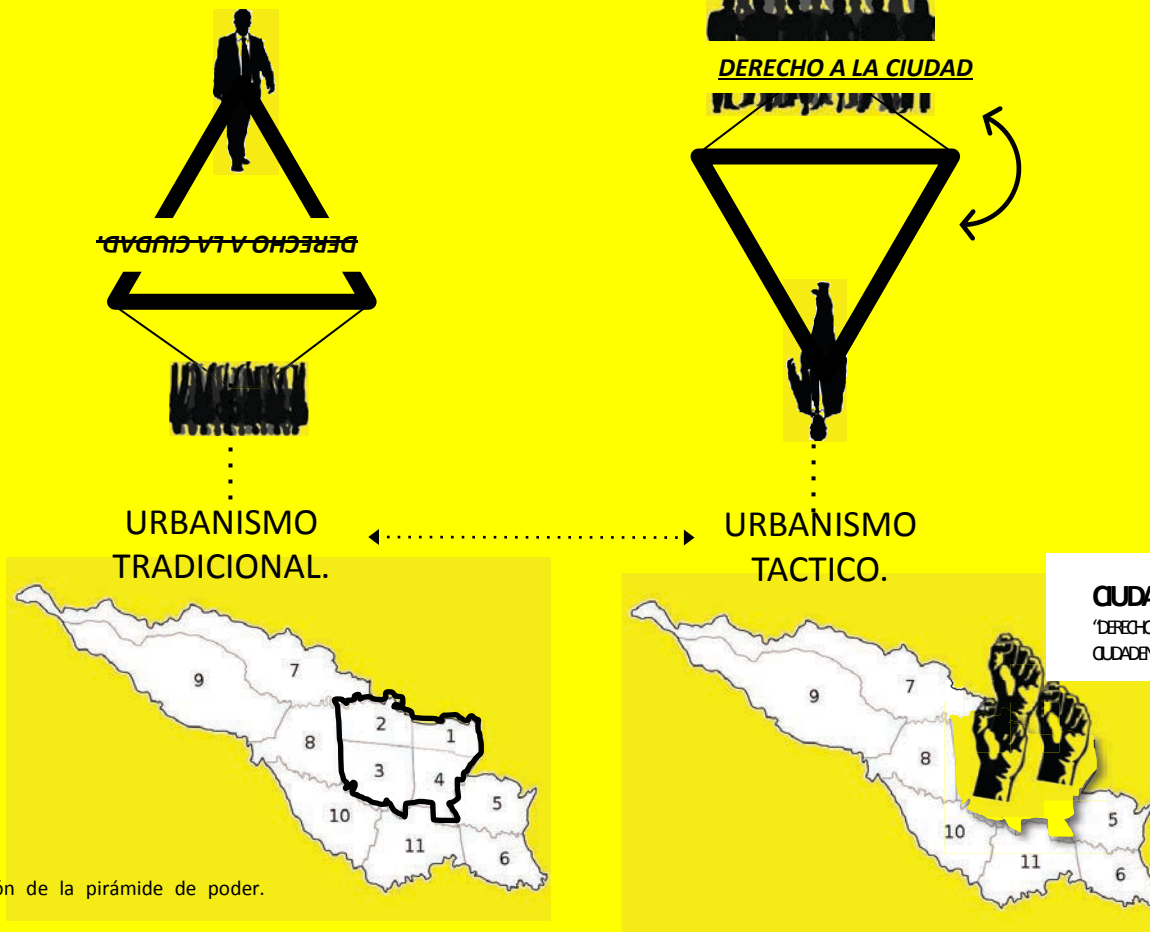 DERECHO A LA CIUDAD
DERECHO A LA CIUDAD.
URBANISMO
TRADICIONAL.
URBANISMO
TACTICO.
9
7
2
1
8
3
4
10
5
11
6
9
7
8
10
5
11
6
de la pirámide de poder.